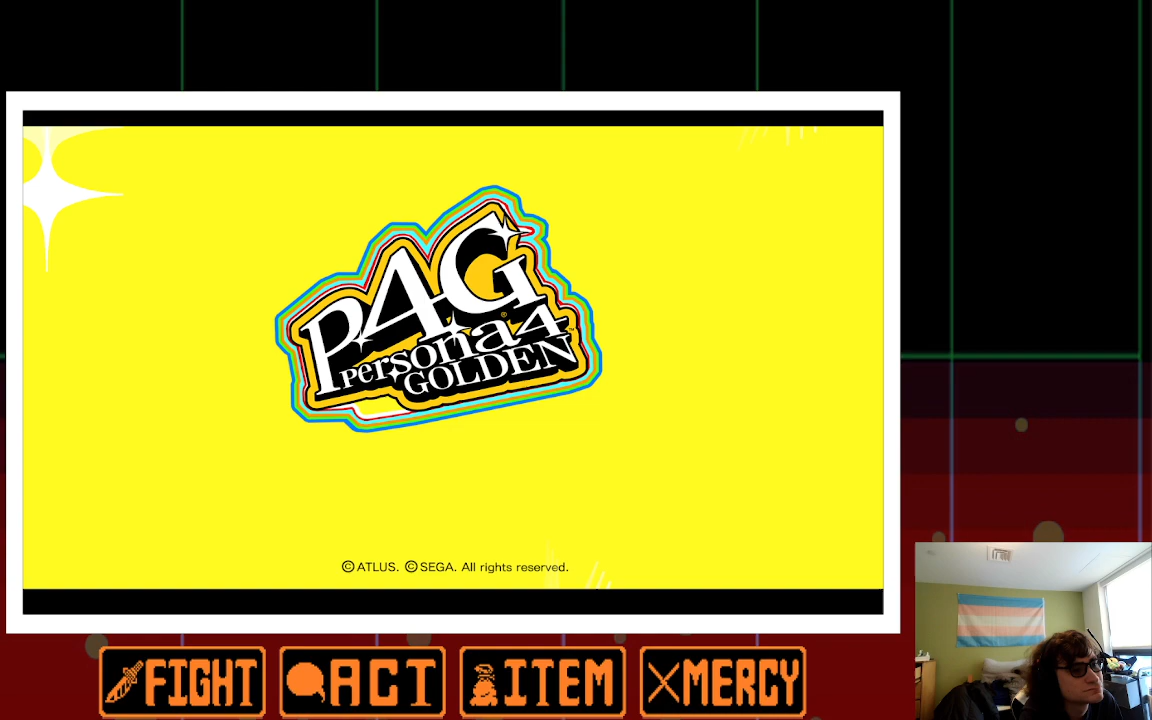 P4G
Persona4
GOLDEN
©ATLUS. ©SEGA. All rights reserved.
FIGHT
ACT
ITEM
MERCY